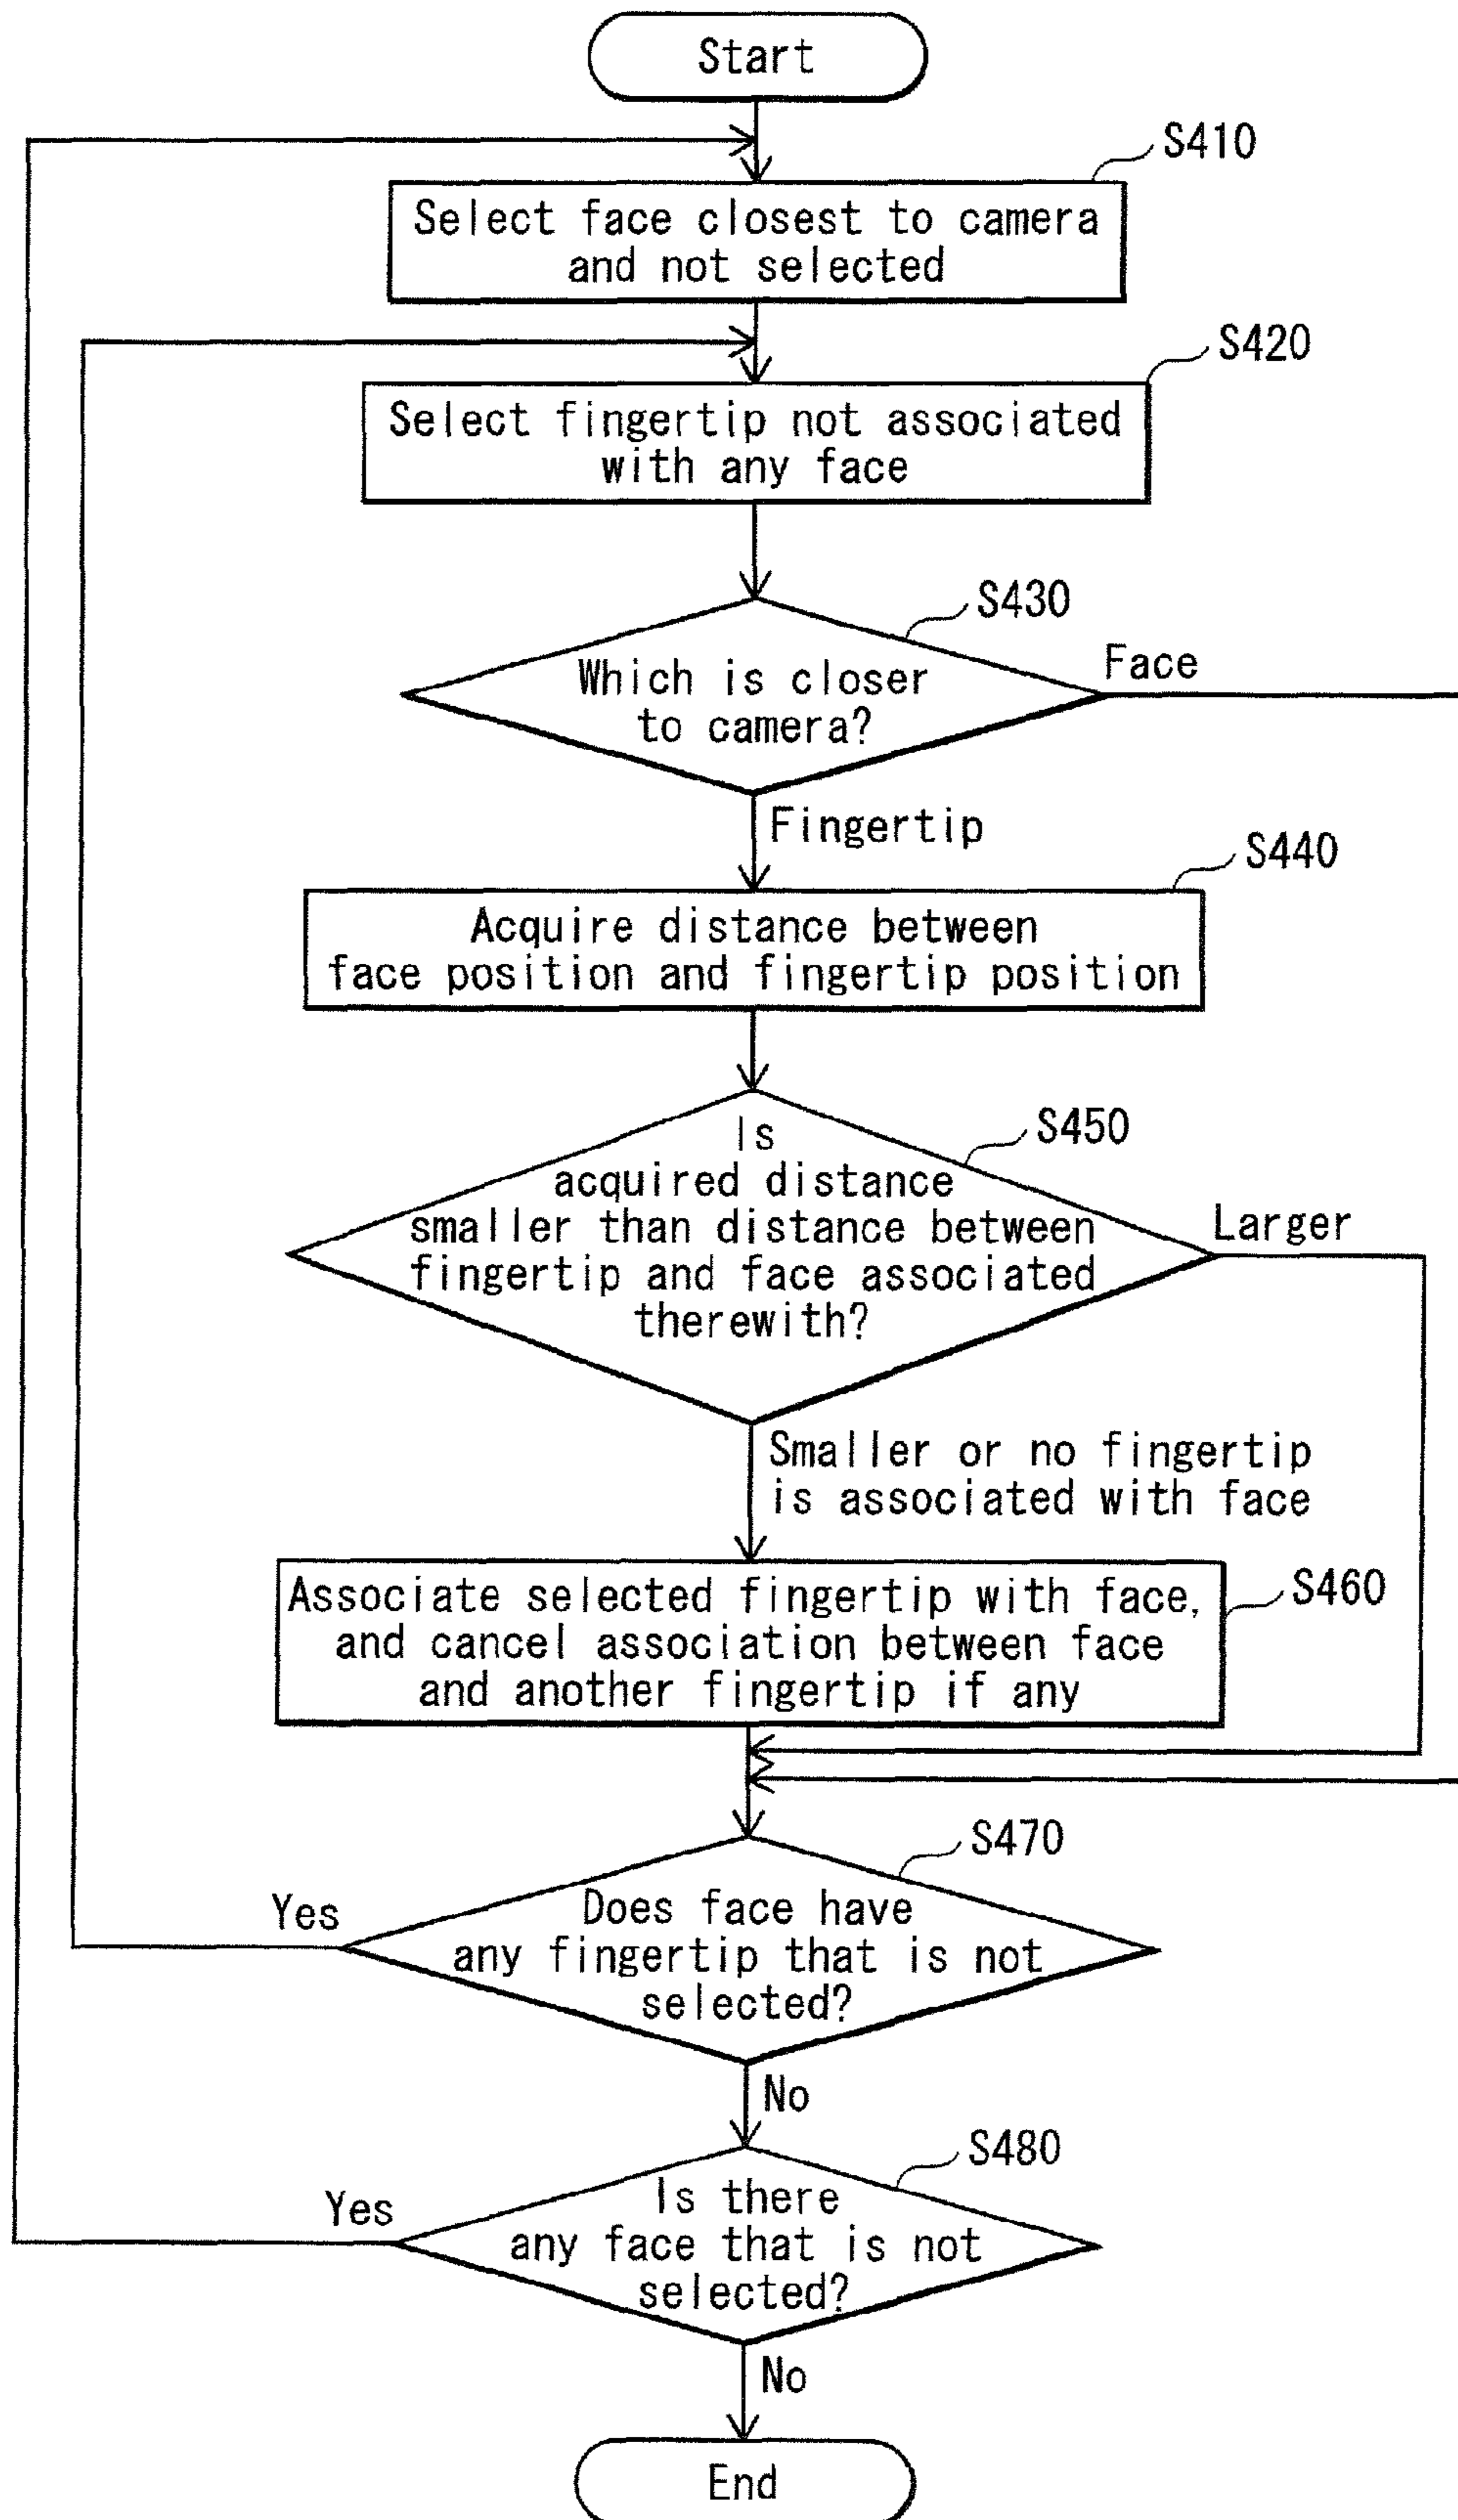 Start
S410
Select face closest to camera
and not selected
S420
Select fingertip not associated
with any face
S430
Which is closer
to camera?
Face
Fingertip
S440
Acquire distance between
face position and fingertip position
S450
Is
acquired distance
smaller than distance between
fingertip and face associated
therewith?
Larger
Smaller or no fingertip
is associated with face
S460
Associate selected fingertip with face,
and cancel association between face
and another fingertip if any
S470
Does face have
any fingertip that is not
selected?
Yes
No
S480
Is there
any face that is not
selected?
Yes
No
End